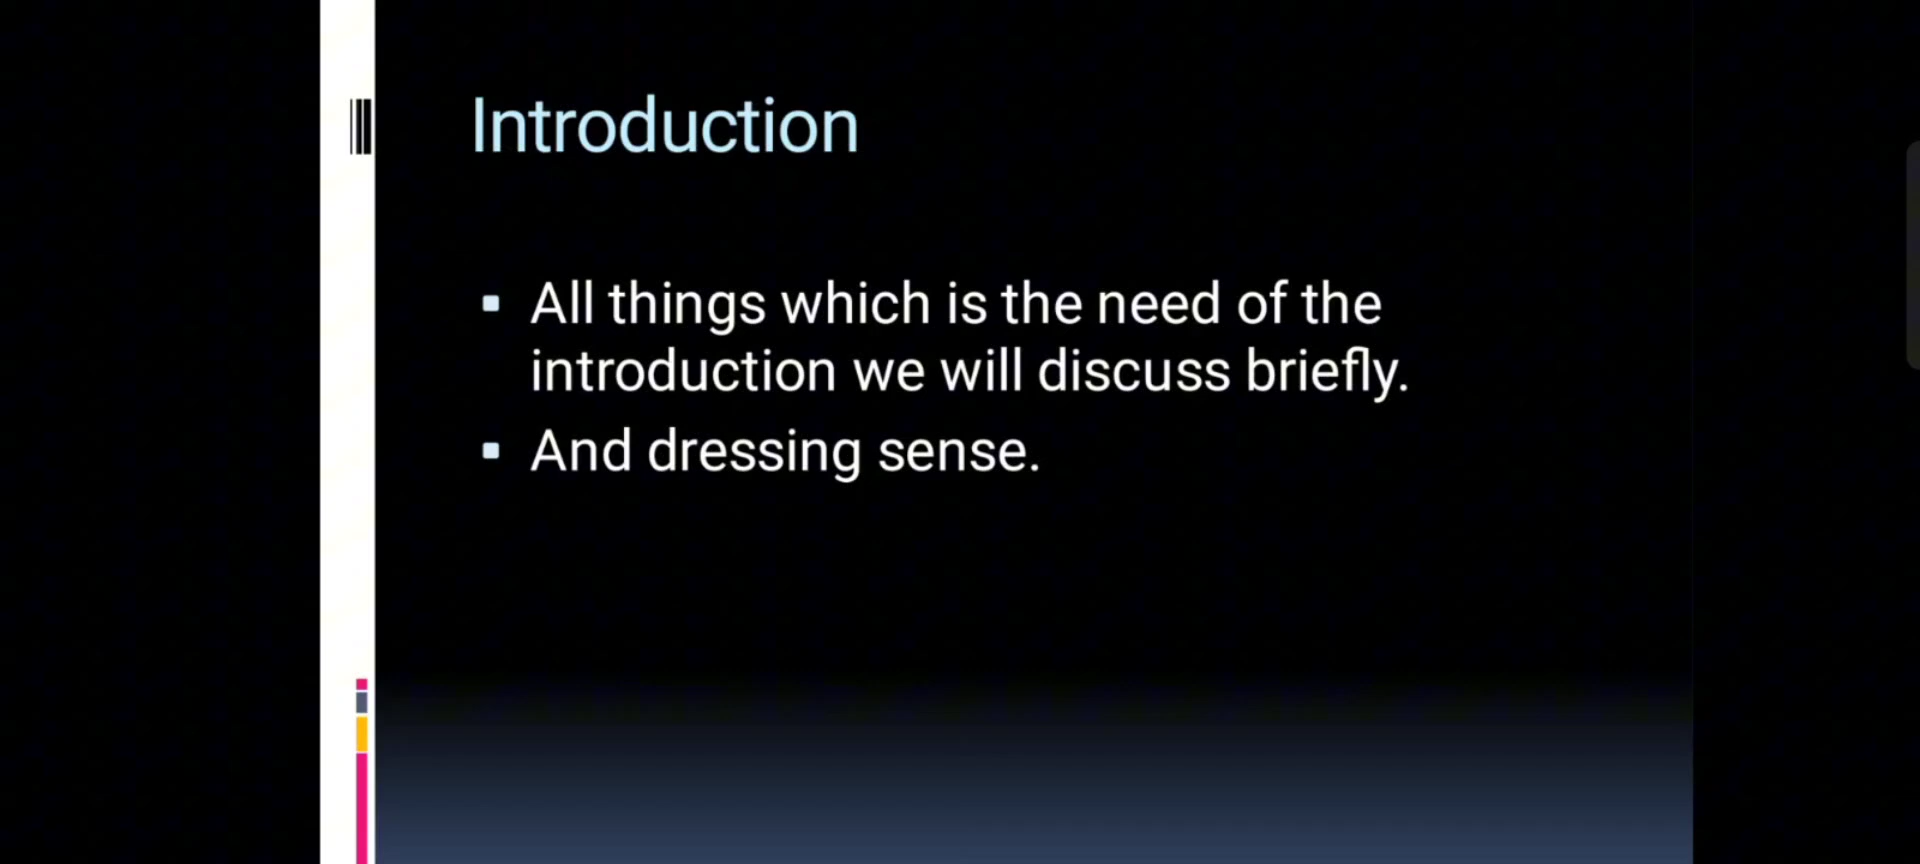 Introduction
All things which is the need of the
introduction we will discuss briefly.
And dressing sense.